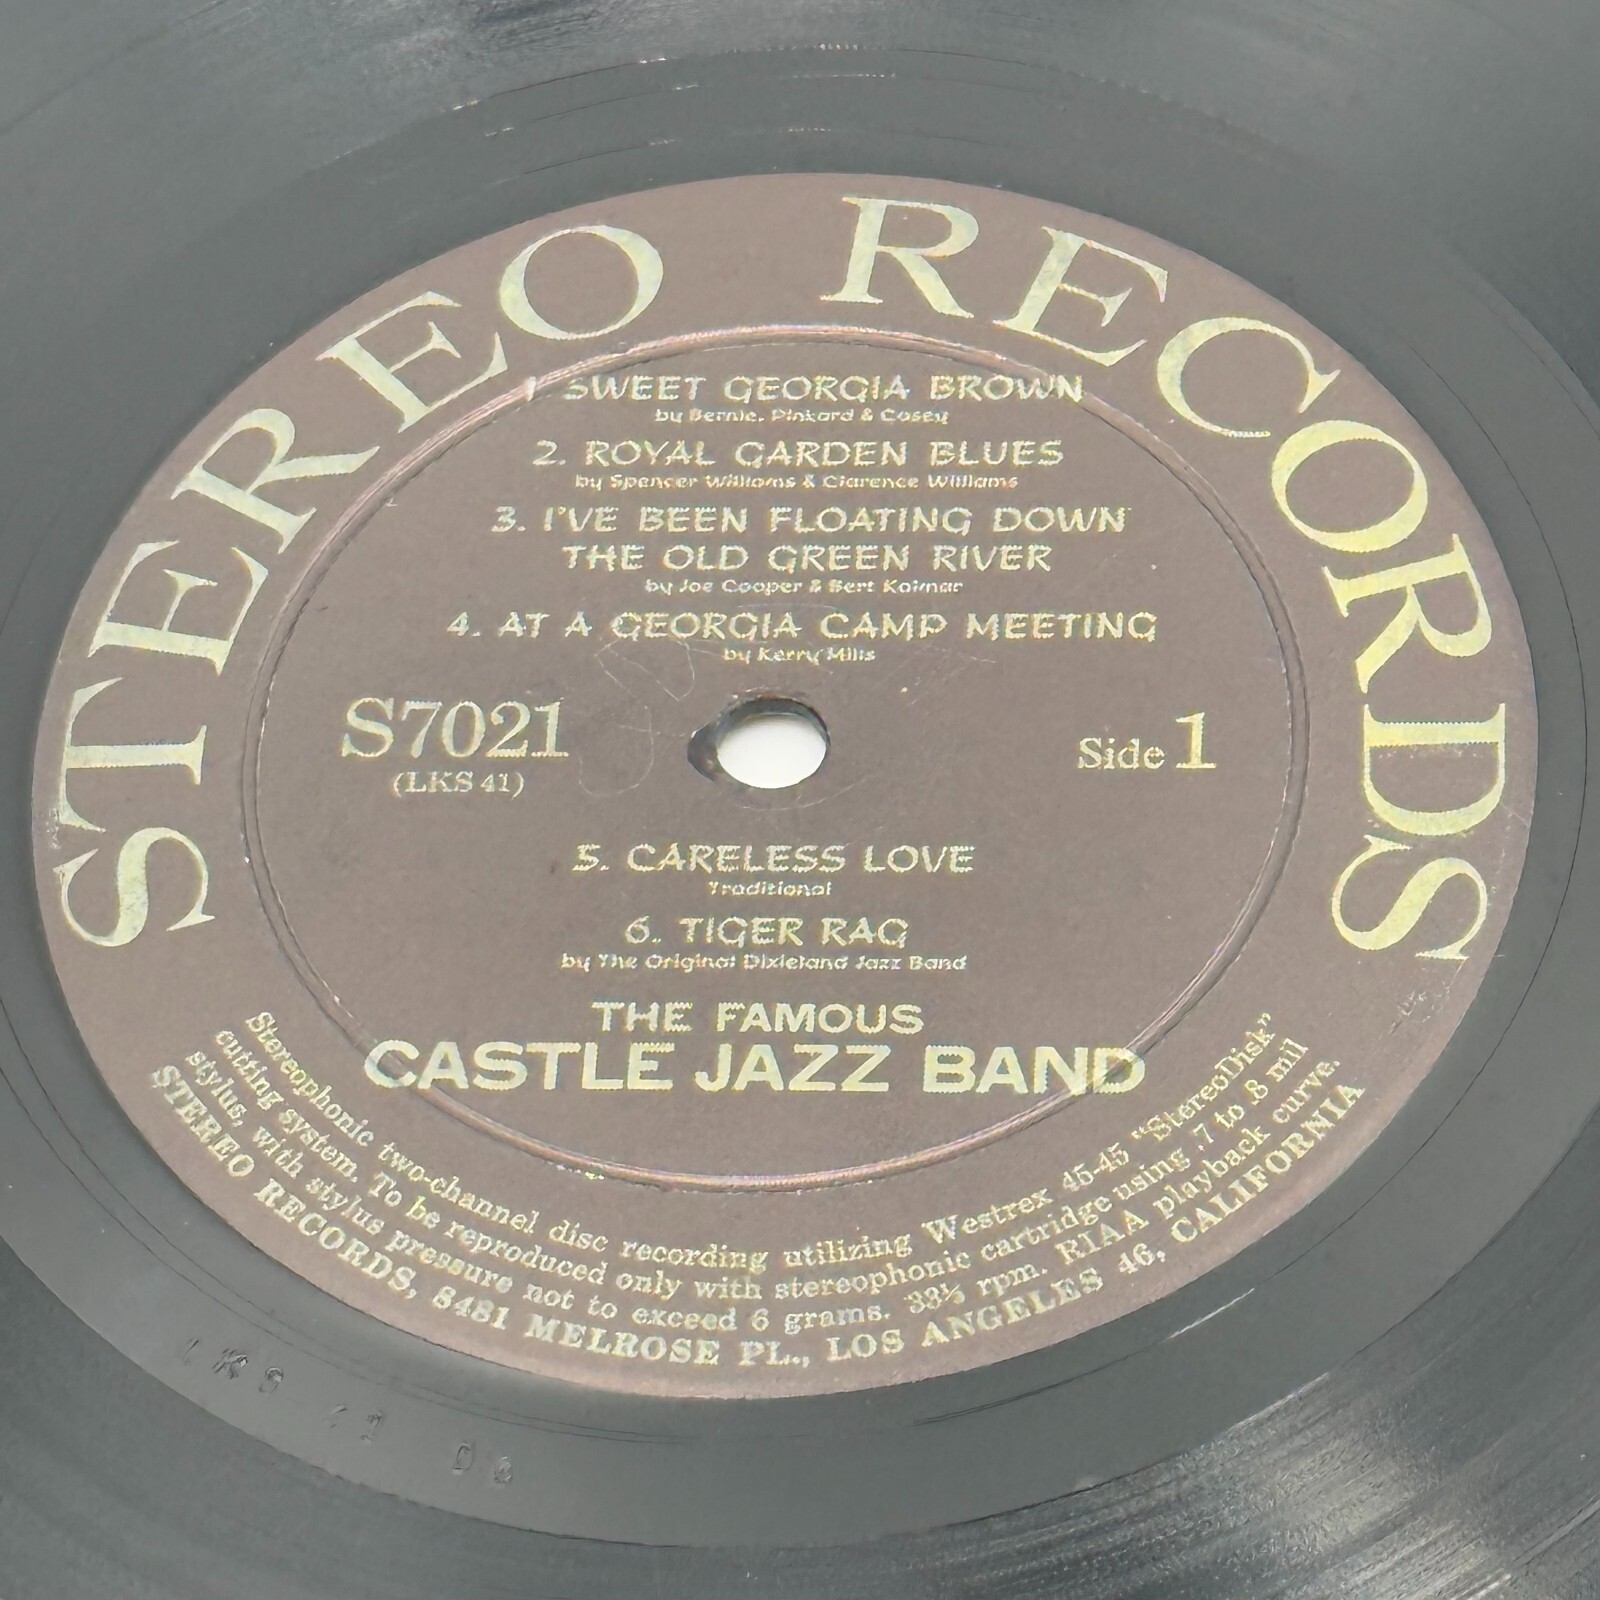 STEREO RECORDS
1 SWEET GEORGIA BROWN
by Bernie, Pinkard & Casey
2. ROYAL GARDEN BLUES
by Spencer Williams & Clarence Williams
3. I'VE BEEN FLOATING DOWN
THE OLD GREEN RIVER
by Joe Cooper & Bert Kalmar
4. AT A GEORGIA CAMP MEETING
by Kerry Mills
S7021
(LKS 41)
Side 1
5. CARELESS LOVE
Traditional
6. TIGER RAG
by The Original Dixieland Jazz Band
THE FAMOUS
CASTLE JAZZ BAND
Stereophonic two-channel disc recording utilizing Westrex 45-45 "StereoDisk"
cutting system. To be reproduced only with stereophonic cartridge using .7 to .8 mil
stylus, with stylus pressure not to exceed 6 grams. 33⅓ rpm. RIAA playback curve.
STEREO RECORDS, 8481 MELROSE PL., LOS ANGELES 46, CALIFORNIA
LKS 41